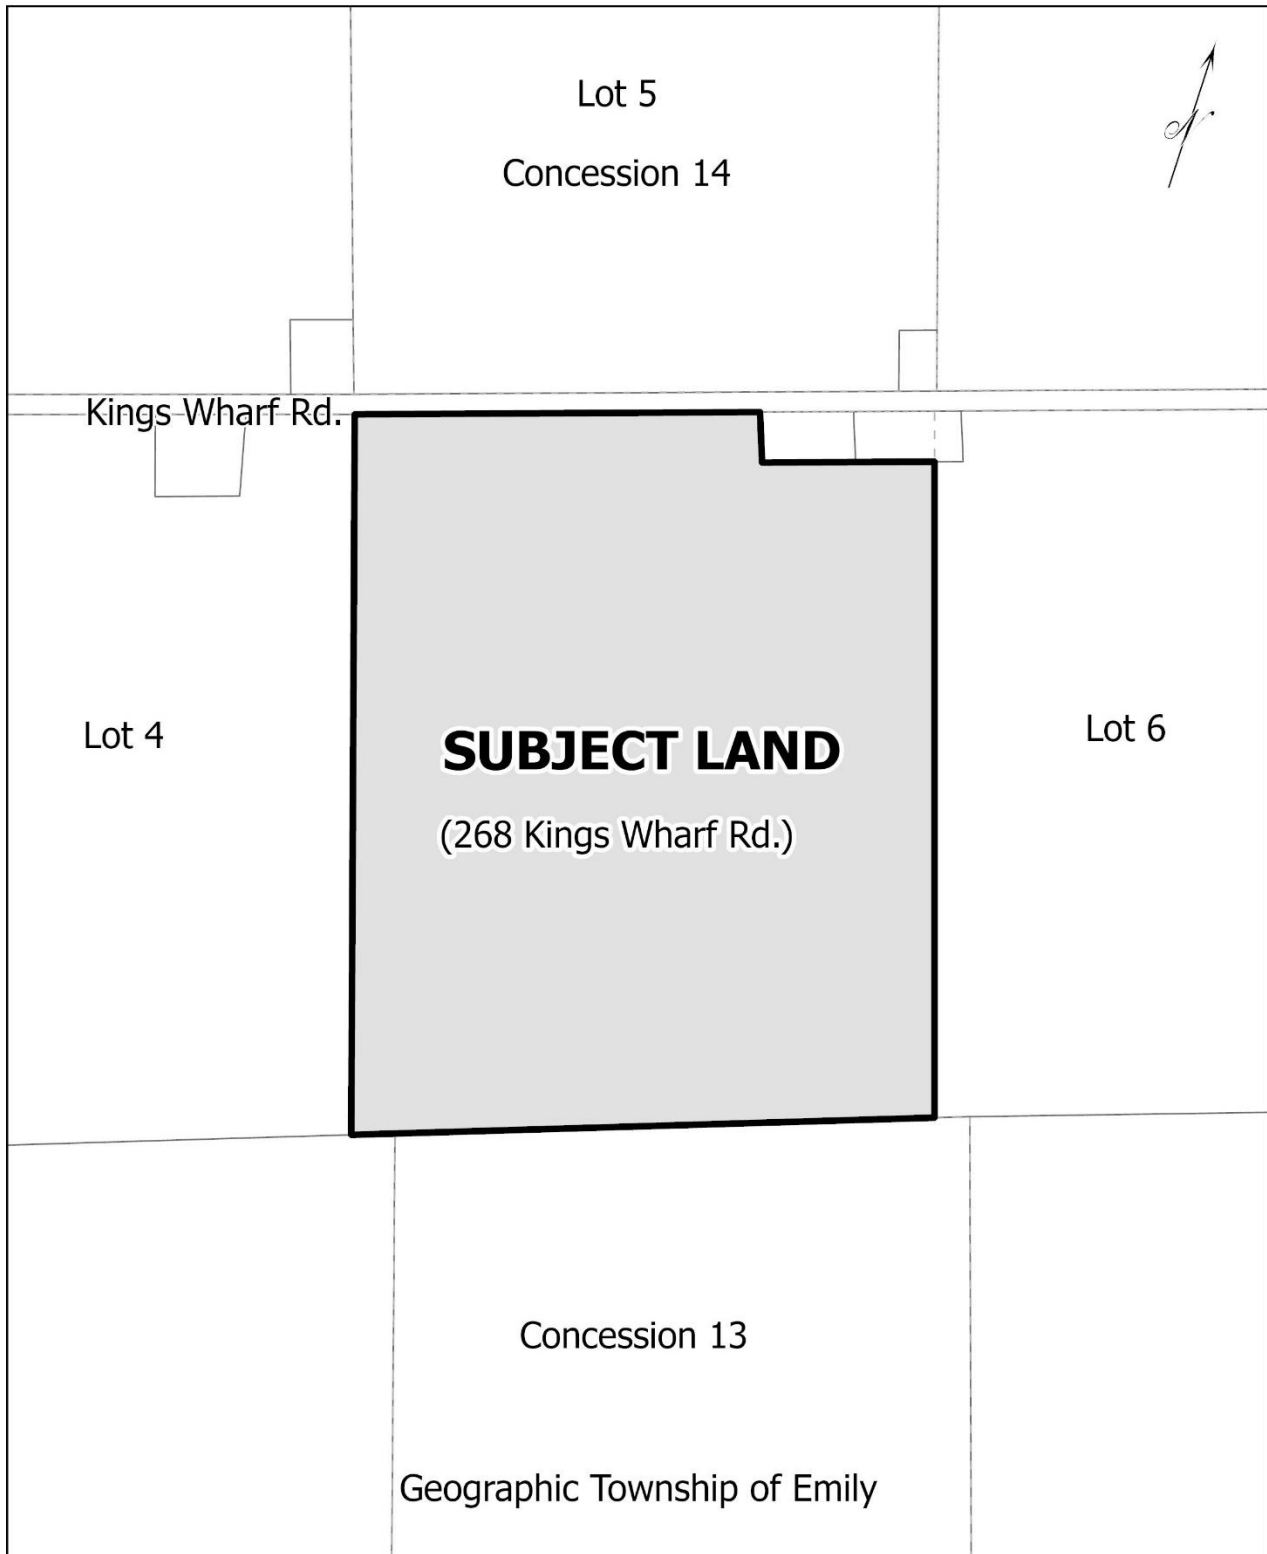 Lot 5
Concession 14
N
Kings Wharf Rd.
Lot 4
SUBJECT LAND
Lot 6
(268 Kings Wharf Rd.)
Concession 13
Geographic Township of Emily